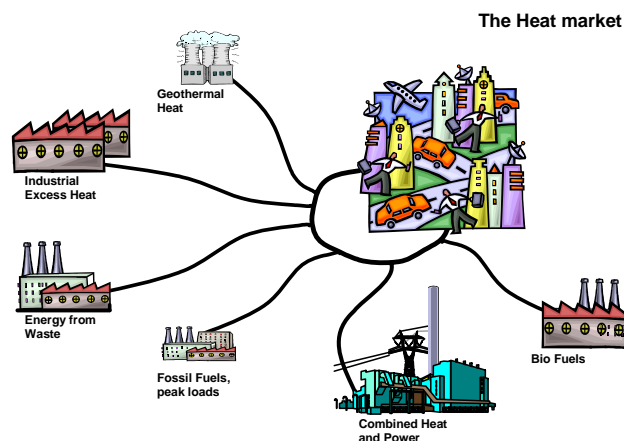 The Heat market
Geothermal
Heat
Industrial
Excess Heat
Energy from
Waste
Fossil Fuels,
peak loads
Combined Heat
and Power
Bio Fuels